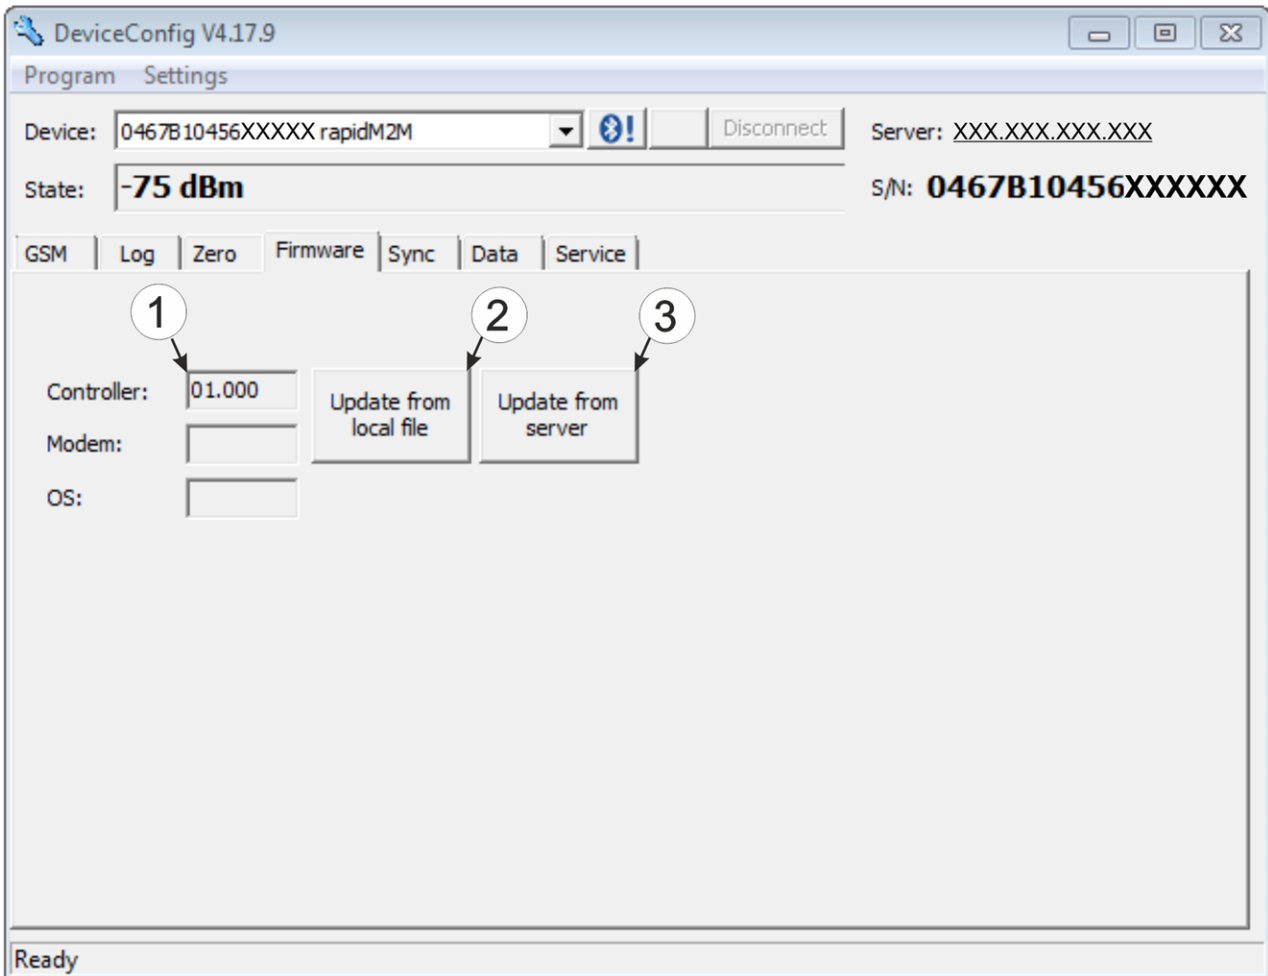 DeviceConfig V4.17.9
Program Settings
Device: 0467B10456XXXXX rapidM2M Disconnect Server: XXX.XXX.XXX.XXX
State: -75 dBm S/N: 0467B10456XXXXXX
GSM Log Zero Firmware Sync Data Service
1 2 3
Controller: 01.000
Update from local file
Update from server
Modem:
OS:
Ready